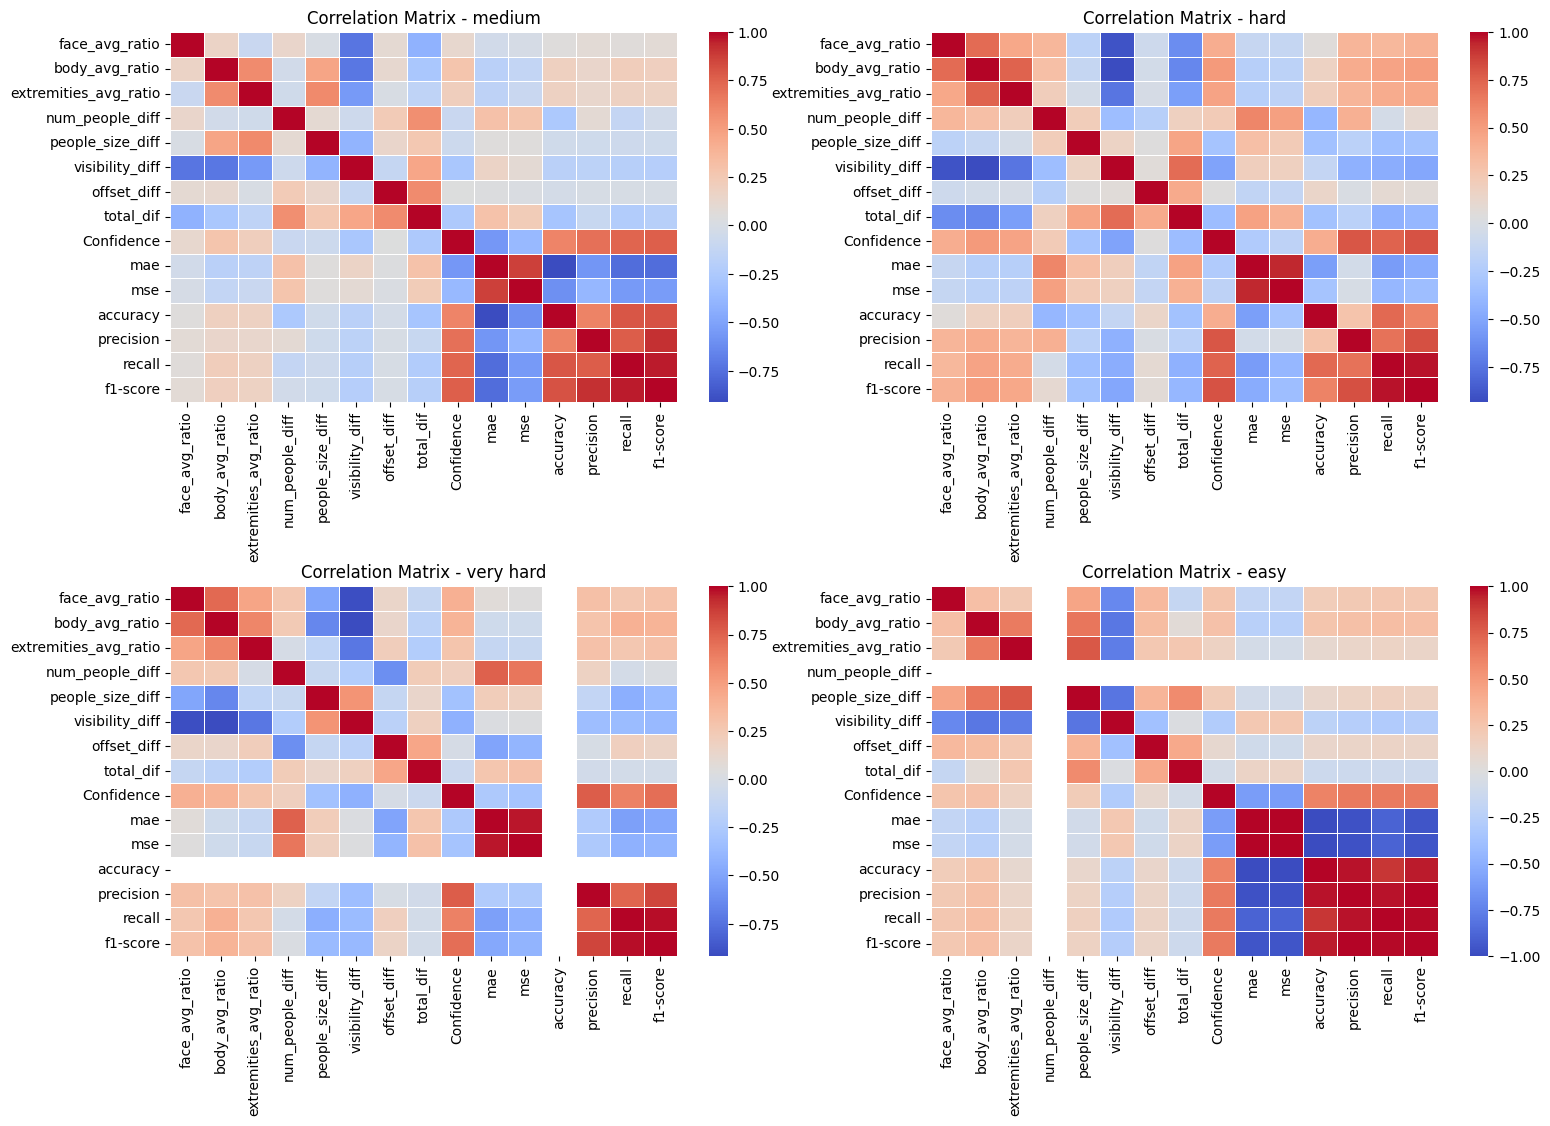 Correlation Matrix - medium
face_avg_ratio
body_avg_ratio
extremities_avg_ratio
num_people_diff
people_size_diff
visibility_diff
offset_diff
total_dif
Confidence
mae
mse
accuracy
precision
recall
f1-score
face_avg_ratio
body_avg_ratio
extremities_avg_ratio
num_people_diff
people_size_diff
visibility_diff
offset_diff
total_dif
Confidence
mae
mse
accuracy
precision
recall
f1-score
1.00
0.75
0.50
0.25
0.00
−0.25
−0.50
−0.75
Correlation Matrix - hard
face_avg_ratio
body_avg_ratio
extremities_avg_ratio
num_people_diff
people_size_diff
visibility_diff
offset_diff
total_dif
Confidence
mae
mse
accuracy
precision
recall
f1-score
face_avg_ratio
body_avg_ratio
extremities_avg_ratio
num_people_diff
people_size_diff
visibility_diff
offset_diff
total_dif
Confidence
mae
mse
accuracy
precision
recall
f1-score
1.00
0.75
0.50
0.25
0.00
−0.25
−0.50
−0.75
Correlation Matrix - very hard
face_avg_ratio
body_avg_ratio
extremities_avg_ratio
num_people_diff
people_size_diff
visibility_diff
offset_diff
total_dif
Confidence
mae
mse
accuracy
precision
recall
f1-score
face_avg_ratio
body_avg_ratio
extremities_avg_ratio
num_people_diff
people_size_diff
visibility_diff
offset_diff
total_dif
Confidence
mae
mse
accuracy
precision
recall
f1-score
1.00
0.75
0.50
0.25
0.00
−0.25
−0.50
−0.75
Correlation Matrix - easy
face_avg_ratio
body_avg_ratio
extremities_avg_ratio
num_people_diff
people_size_diff
visibility_diff
offset_diff
total_dif
Confidence
mae
mse
accuracy
precision
recall
f1-score
face_avg_ratio
body_avg_ratio
extremities_avg_ratio
num_people_diff
people_size_diff
visibility_diff
offset_diff
total_dif
Confidence
mae
mse
accuracy
precision
recall
f1-score
1.00
0.75
0.50
0.25
0.00
−0.25
−0.50
−0.75
−1.00